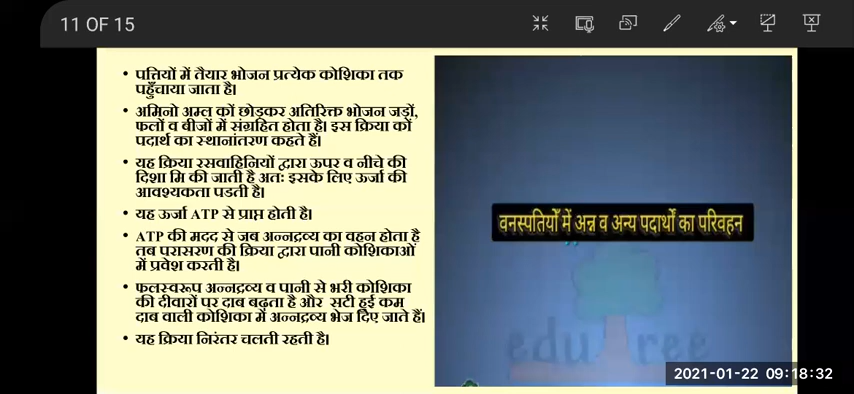 11 OF 15
• पत्तियों में तैयार भोजन प्रत्येक कोशिका तक
पहुँचाया जाता है।
• अमिनो अम्ल कों छोड़कर अतिरिक्त भोजन जड़ों,
फलों व बीजों में संग्रहित होता है। इस क्रिया को
पदार्थ का स्थानांतरण कहते हैं।
• यह क्रिया रसवाहिनियों द्वारा ऊपर व नीचे की
दिशा मि की जाती है अतः इसके लिए ऊर्जा की
आवश्यकता पडती है।
• यह ऊर्जा ATP से प्राप्त होती है।
• ATP की मदद से जब अन्नद्रव्य का वहन होता है
तब परासरण की क्रिया द्वारा पानी कोशिकाओं
में प्रवेश करती है।
• फलस्वरूप अन्नद्रव्य व पानी से भरी कोशिका
की दीवारों पर दाब बढ़ता है और सटी हुई कम
दाब वाली कोशिका में अन्नद्रव्य भेज दिए जाते हैं।
• यह क्रिया निरंतर चलती रहती है।
वनस्पतियोँ में अन्न व अन्य पदार्थों का परिवहन
edu ree
2021-01-22 09:18:32